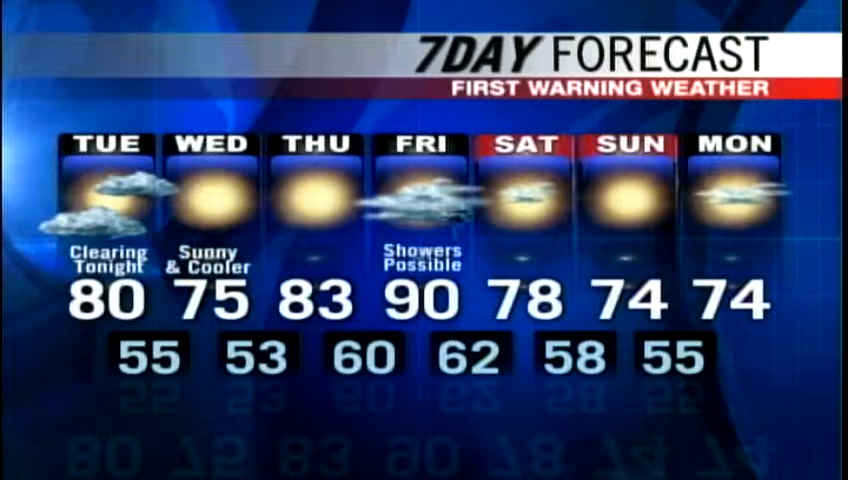 7DAY FORECAST
FIRST WARNING WEATHER
TUE WED THU FRI SAT SUN MON
Clearing Tonight
Sunny & Cooler
Showers Possible
80 75 83 90 78 74 74
55 53 60 62 58 55